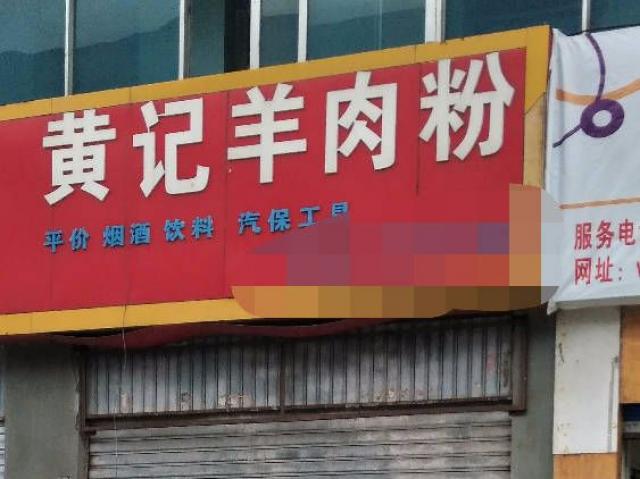 黄记羊肉粉
平价 烟酒 饮料 汽保工具
服务电
网址：